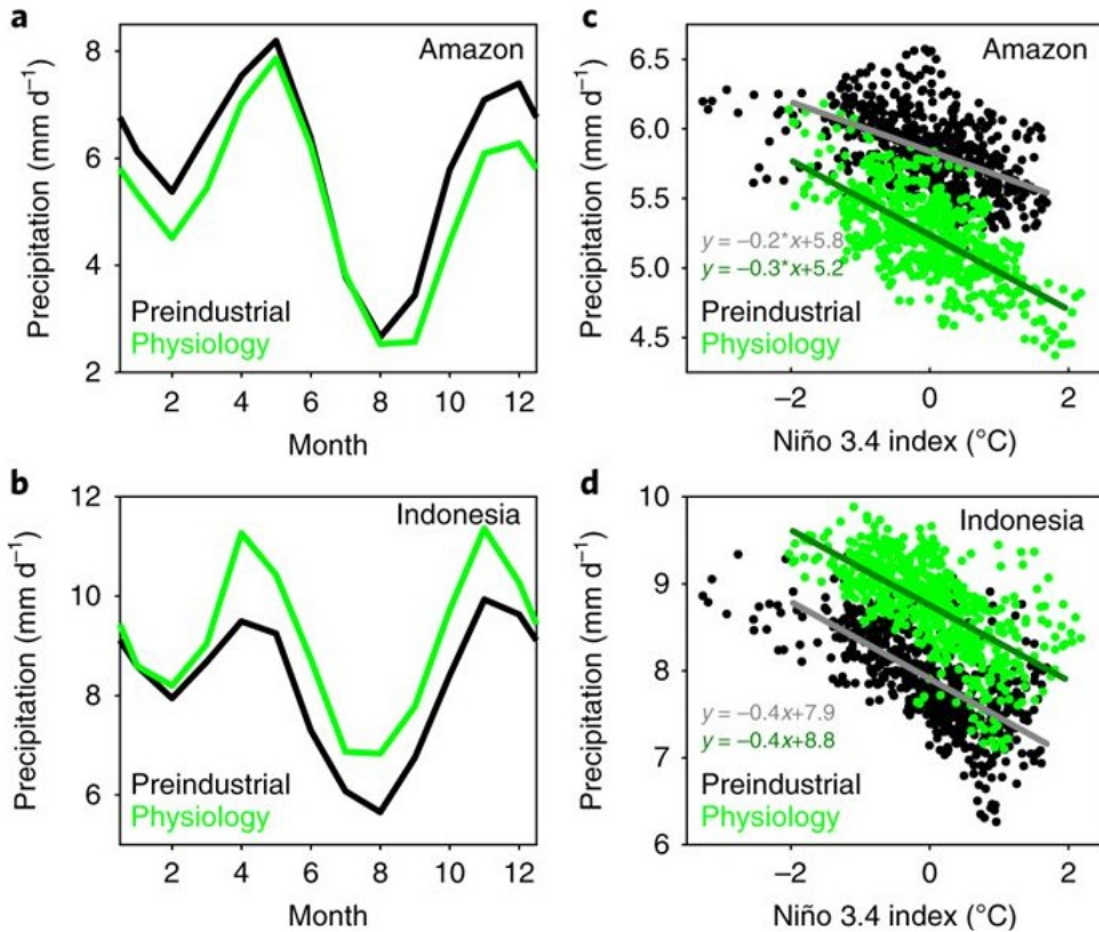 a
Amazon
8
6
4
2
Precipitation (mm d⁻¹)
Preindustrial
Physiology
2 4 6 8 10 12
Month
c
Amazon
6.5
6.0
5.5
5.0
4.5
Precipitation (mm d⁻¹)
y = –0.2*x+5.8
y = –0.3*x+5.2
Preindustrial
Physiology
–2 0 2
Niño 3.4 index (°C)
b
Indonesia
12
10
8
6
Precipitation (mm d⁻¹)
Preindustrial
Physiology
2 4 6 8 10 12
Month
d
Indonesia
10
9
8
7
6
Precipitation (mm d⁻¹)
y = –0.4x+7.9
y = –0.4x+8.8
Preindustrial
Physiology
–2 0 2
Niño 3.4 index (°C)